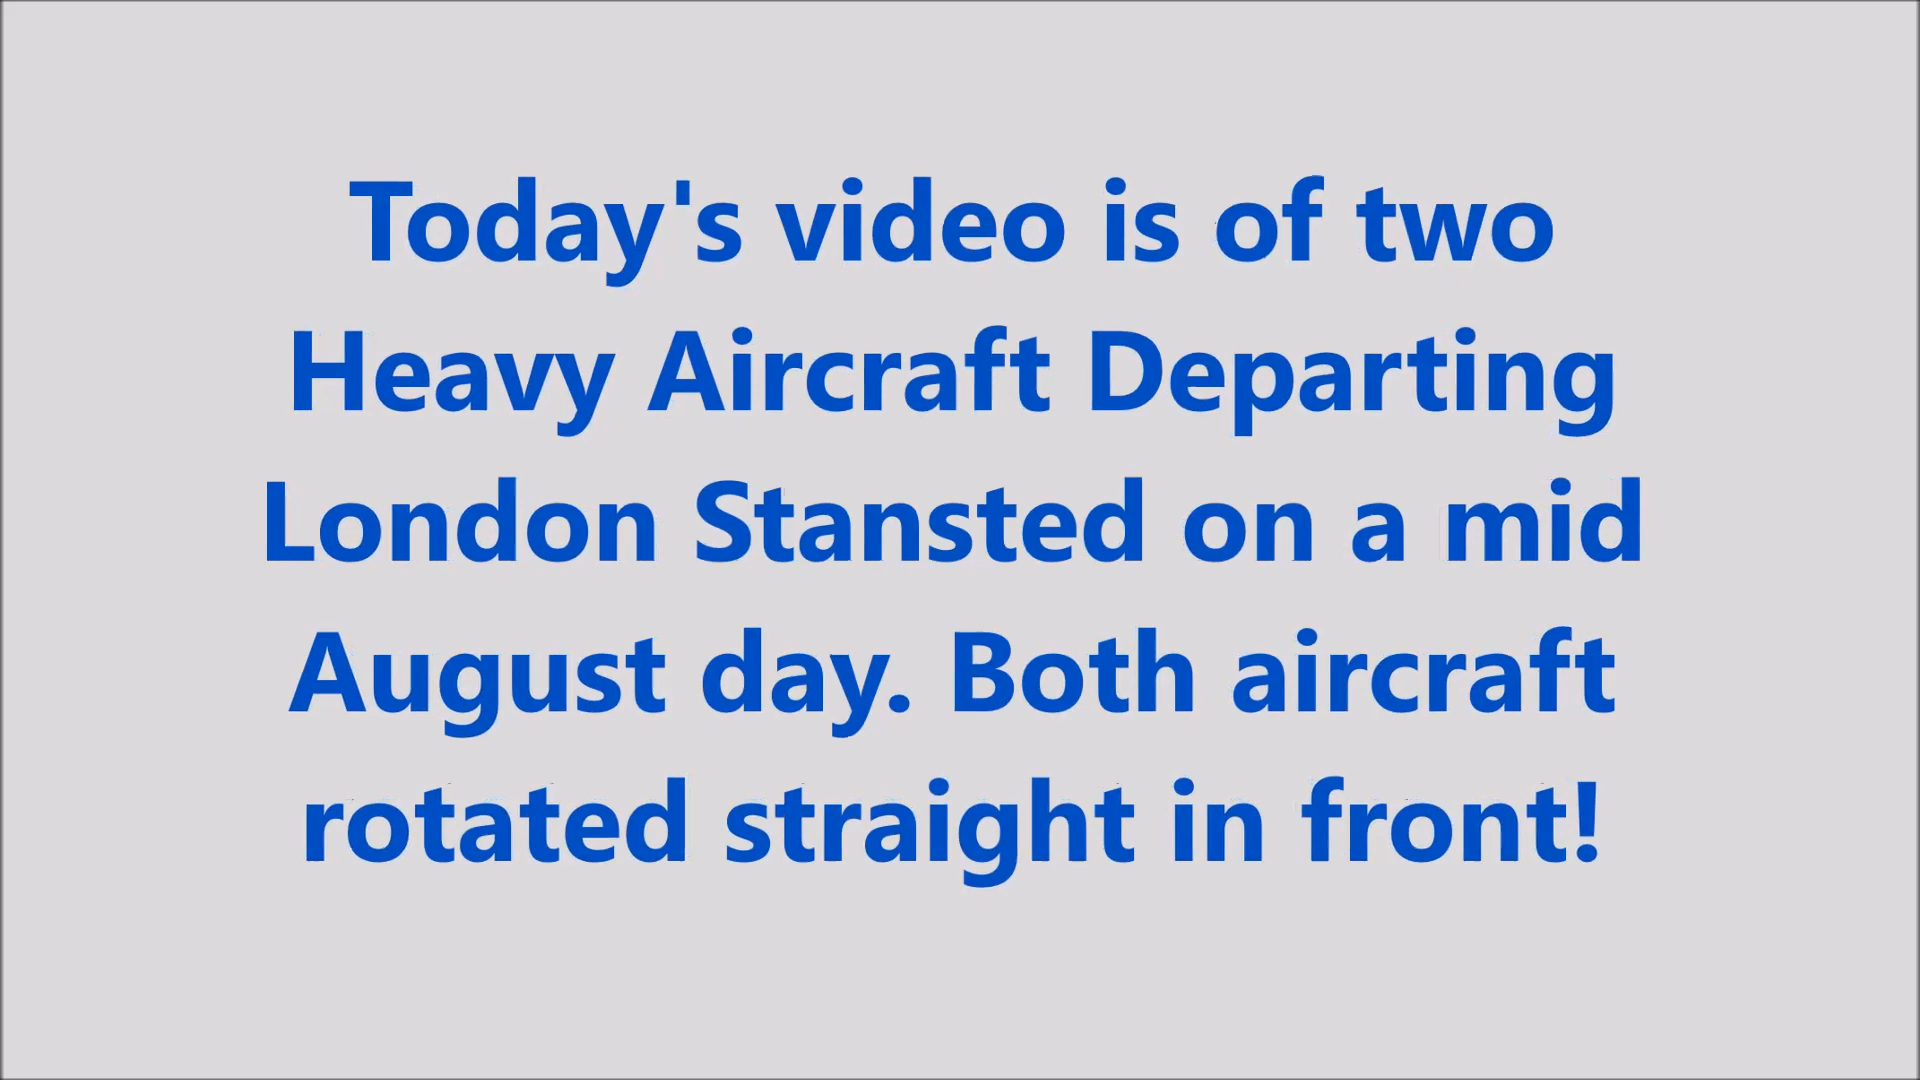 Today's video is of two
Heavy Aircraft Departing
London Stansted on a mid
August day. Both aircraft
rotated straight in front!